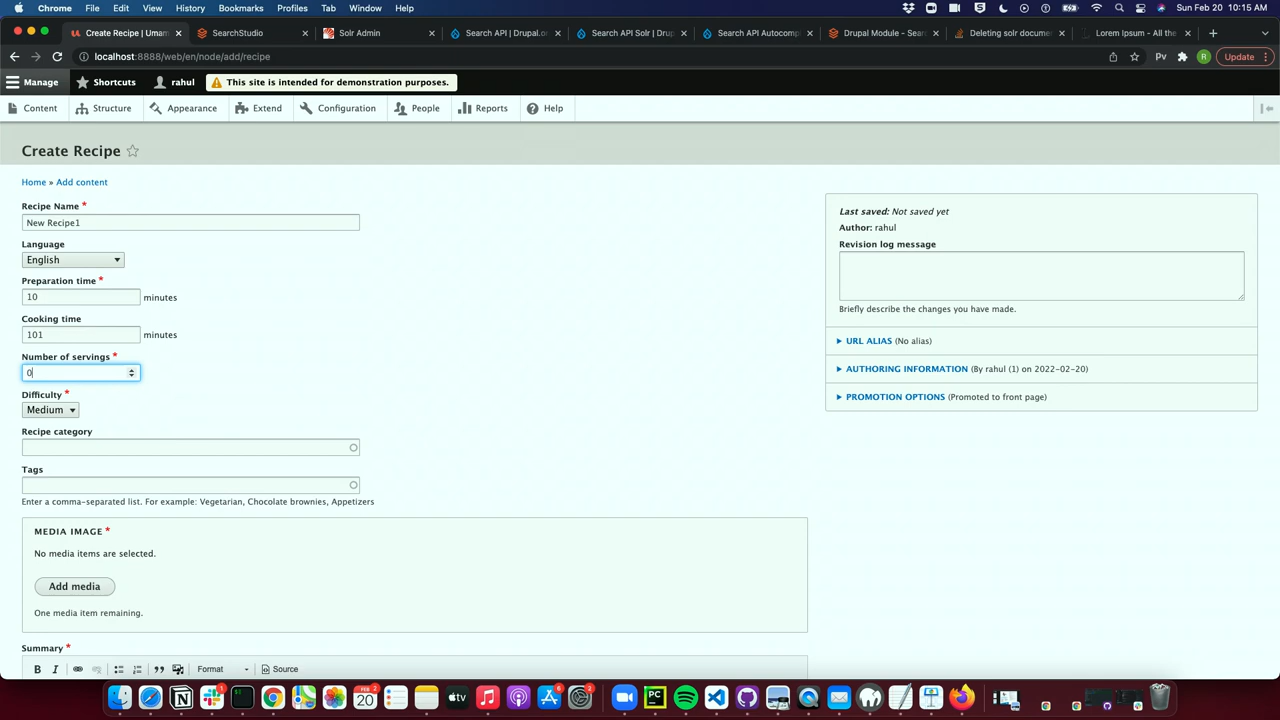 Chrome File Edit View History Bookmarks Profiles Tab Window Help
Sun Feb 20 10:15 AM
Create Recipe | Umam
SearchStudio
Solr Admin
Search API | Drupal.or
Search API Solr | Drup
Search API Autocompl
Drupal Module - Sear
Deleting solr docume
Lorem Ipsum - All the
localhost:8888/web/en/node/add/recipe
Update
Manage Shortcuts rahul This site is intended for demonstration purposes.
Content Structure Appearance Extend Configuration People Reports Help
Create Recipe
Home » Add content
Recipe Name *
New Recipe1
Language
English
Preparation time *
10 minutes
Cooking time
101 minutes
Number of servings *
0
Difficulty *
Medium
Recipe category
Tags
Enter a comma-separated list. For example: Vegetarian, Chocolate brownies, Appetizers
MEDIA IMAGE *
No media items are selected.
Add media
One media item remaining.
Summary *
B I Format Source
Last saved: Not saved yet
Author: rahul
Revision log message
Briefly describe the changes you have made.
URL ALIAS (No alias)
AUTHORING INFORMATION (By rahul (1) on 2022-02-20)
PROMOTION OPTIONS (Promoted to front page)